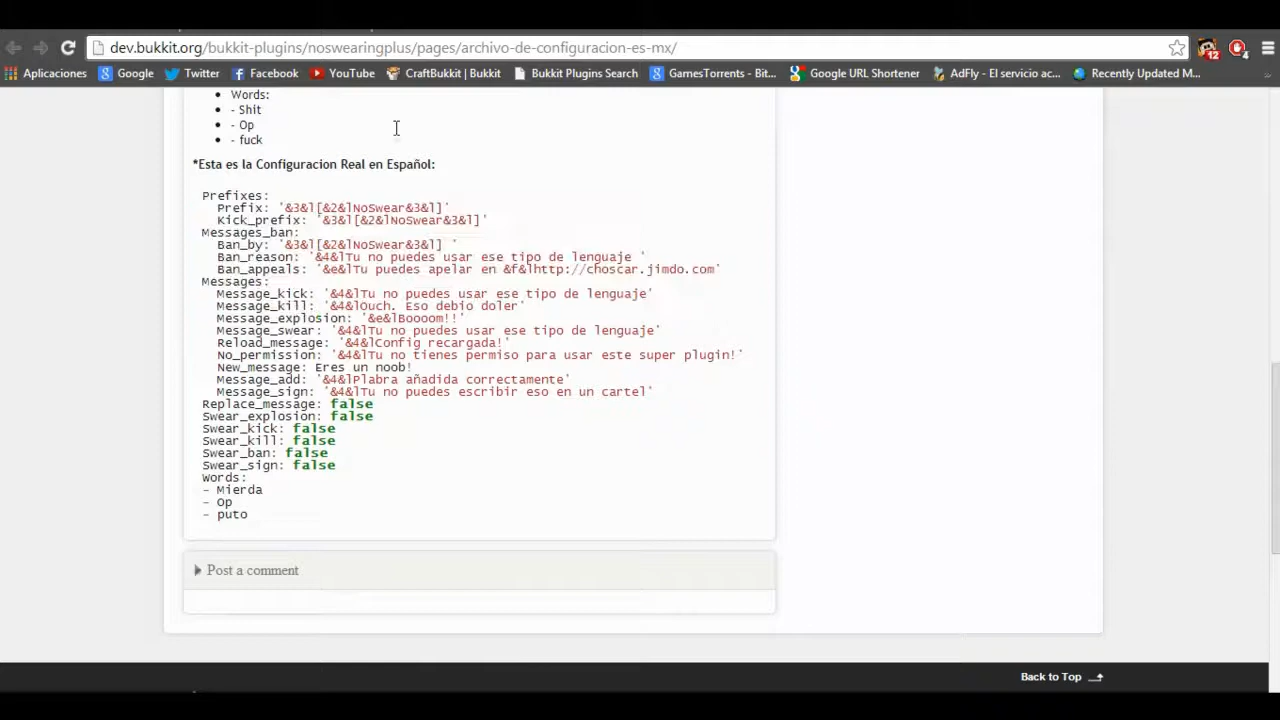 dev.bukkit.org/bukkit-plugins/noswearingplus/pages/archivo-de-configuracion-es-mx/
12
4
Aplicaciones Google Twitter Facebook YouTube CraftBukkit | Bukkit Bukkit Plugins Search GamesTorrents - Bit... Google URL Shortener AdFly - El servicio ac... Recently Updated M...
Words:
- Shit
- Op
- fuck
*Esta es la Configuracion Real en Español:
Prefixes:
Prefix: '&3&l[&2&lNoSwear&3&l]'
Kick_prefix: '&3&l[&2&lNoSwear&3&l]'
Messages_ban:
Ban_by: '&3&l[&2&lNoSwear&3&l] '
Ban_reason: '&4&lTu no puedes usar ese tipo de lenguaje '
Ban_appeals: '&e&lTu puedes apelar en &f&lhttp://choscar.jimdo.com'
Messages:
Message_kick: '&4&lTu no puedes usar ese tipo de lenguaje'
Message_kill: '&4&lOuch. Eso debio doler'
Message_explosion: '&e&lBoooom!!'
Message_swear: '&4&lTu no puedes usar ese tipo de lenguaje'
Reload_message: '&4&lConfig recargada!'
No_permission: '&4&lTu no tienes permiso para usar este super plugin!'
New_message: Eres un noob!
Message_add: '&4&lPlabra añadida correctamente'
Message_sign: '&4&lTu no puedes escribir eso en un cartel'
Replace_message: false
Swear_explosion: false
Swear_kick: false
Swear_kill: false
Swear_ban: false
Swear_sign: false
Words:
- Mierda
- Op
- puto
Post a comment
Back to Top